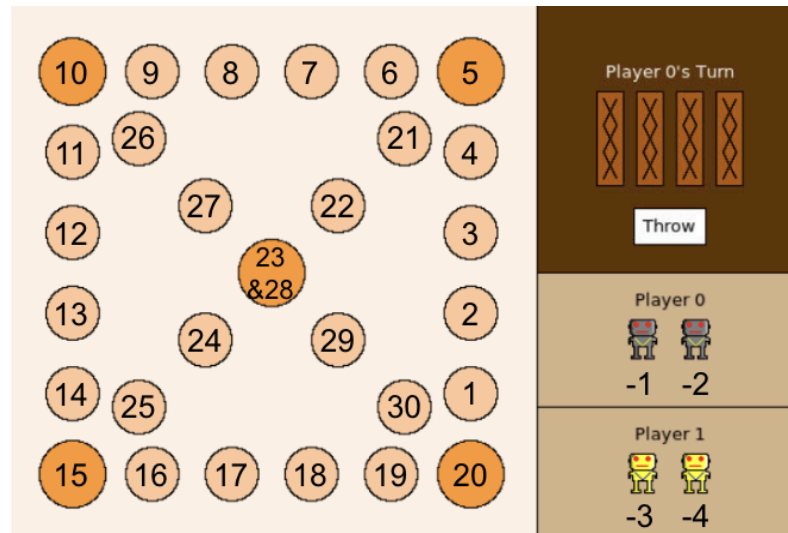 10 9 8 7 6 5
26 21
11 4
27 22
12 3
23
&28
13 2
24 29
14 25 30 1
15 16 17 18 19 20
Player 0's Turn
Throw
Player 0
-1 -2
Player 1
-3 -4